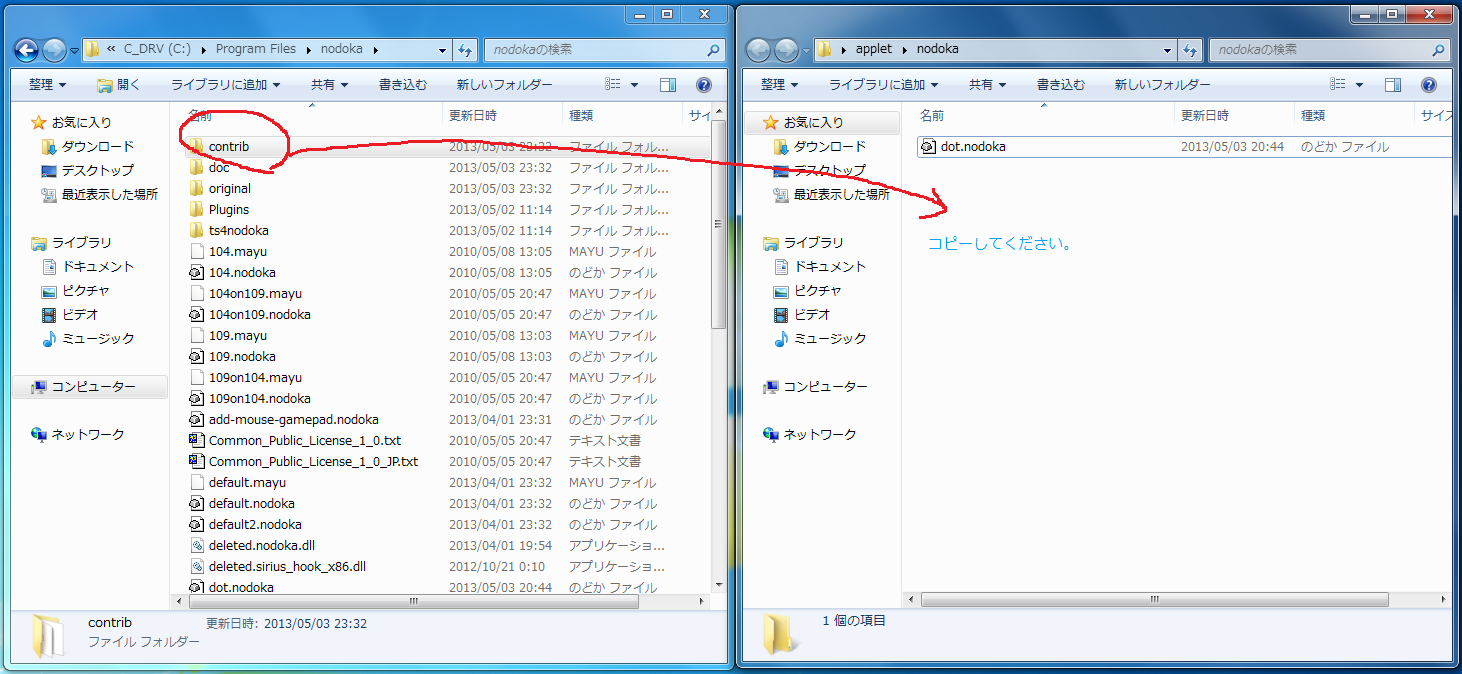 « C_DRV (C:) ▸ Program Files ▸ nodoka ▸
nodokaの検索
整理 開く ライブラリに追加 共有 書き込む 新しいフォルダー
お気に入り
ダウンロード
デスクトップ
最近表示した場所
ライブラリ
ドキュメント
ピクチャ
ビデオ
ミュージック
コンピューター
ネットワーク
名前 更新日時 種類 サイ
contrib 2013/05/03 23:32 ファイル フォル...
doc 2013/05/03 23:32 ファイル フォル...
original 2013/05/03 23:32 ファイル フォル...
Plugins 2013/05/02 11:14 ファイル フォル...
ts4nodoka 2013/05/02 11:14 ファイル フォル...
104.mayu 2010/05/08 13:05 MAYU ファイル
104.nodoka 2010/05/08 13:05 のどか ファイル
104on109.mayu 2010/05/05 20:47 MAYU ファイル
104on109.nodoka 2010/05/05 20:47 のどか ファイル
109.mayu 2010/05/08 13:03 MAYU ファイル
109.nodoka 2010/05/08 13:03 のどか ファイル
109on104.mayu 2010/05/05 20:47 MAYU ファイル
109on104.nodoka 2010/05/05 20:47 のどか ファイル
add-mouse-gamepad.nodoka 2013/04/01 23:31 のどか ファイル
Common_Public_License_1_0.txt 2010/05/05 20:47 テキスト文書
Common_Public_License_1_0_JP.txt 2010/05/05 20:47 テキスト文書
default.mayu 2013/04/01 23:32 MAYU ファイル
default.nodoka 2013/04/01 23:32 のどか ファイル
default2.nodoka 2013/04/01 23:32 のどか ファイル
deleted.nodoka.dll 2013/04/01 19:54 アプリケーショ...
deleted.sirius_hook_x86.dll 2012/10/21 0:10 アプリケーショ...
dot.nodoka 2013/05/03 20:44 のどか ファイル
contrib 更新日時: 2013/05/03 23:32
ファイル フォルダー
▸ applet ▸ nodoka
nodokaの検索
整理 ライブラリに追加 共有 書き込む 新しいフォルダー
お気に入り
ダウンロード
デスクトップ
最近表示した場所
ライブラリ
ドキュメント
ピクチャ
ビデオ
ミュージック
コンピューター
ネットワーク
名前 更新日時 種類 サイズ
dot.nodoka 2013/05/03 20:44 のどか ファイル
コピーしてください。
1 個の項目